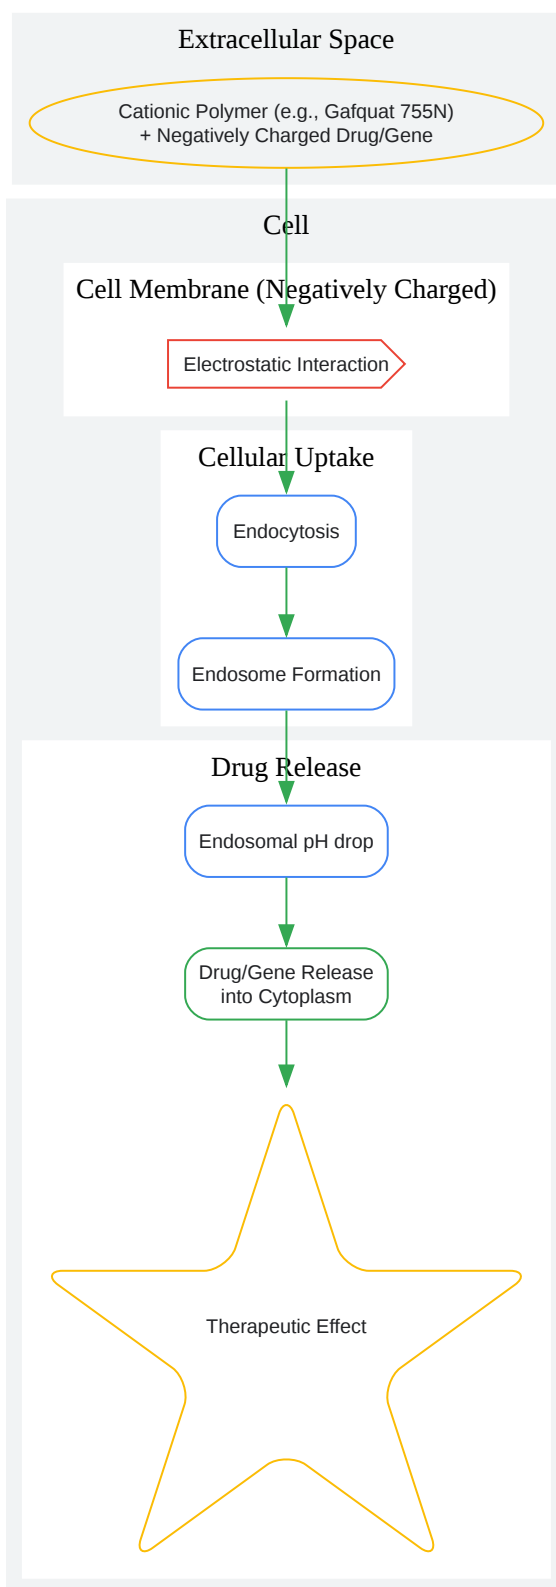 Extracellular Space
Cationic Polymer (e.g., Gafquat 755N)
+ Negatively Charged Drug/Gene
Cell
Cell Membrane (Negatively Charged)
Electrostatic Interaction
Cellular Uptake
Endocytosis
Endosome Formation
Drug Release
Endosomal pH drop
Drug/Gene Release
into Cytoplasm
Therapeutic Effect